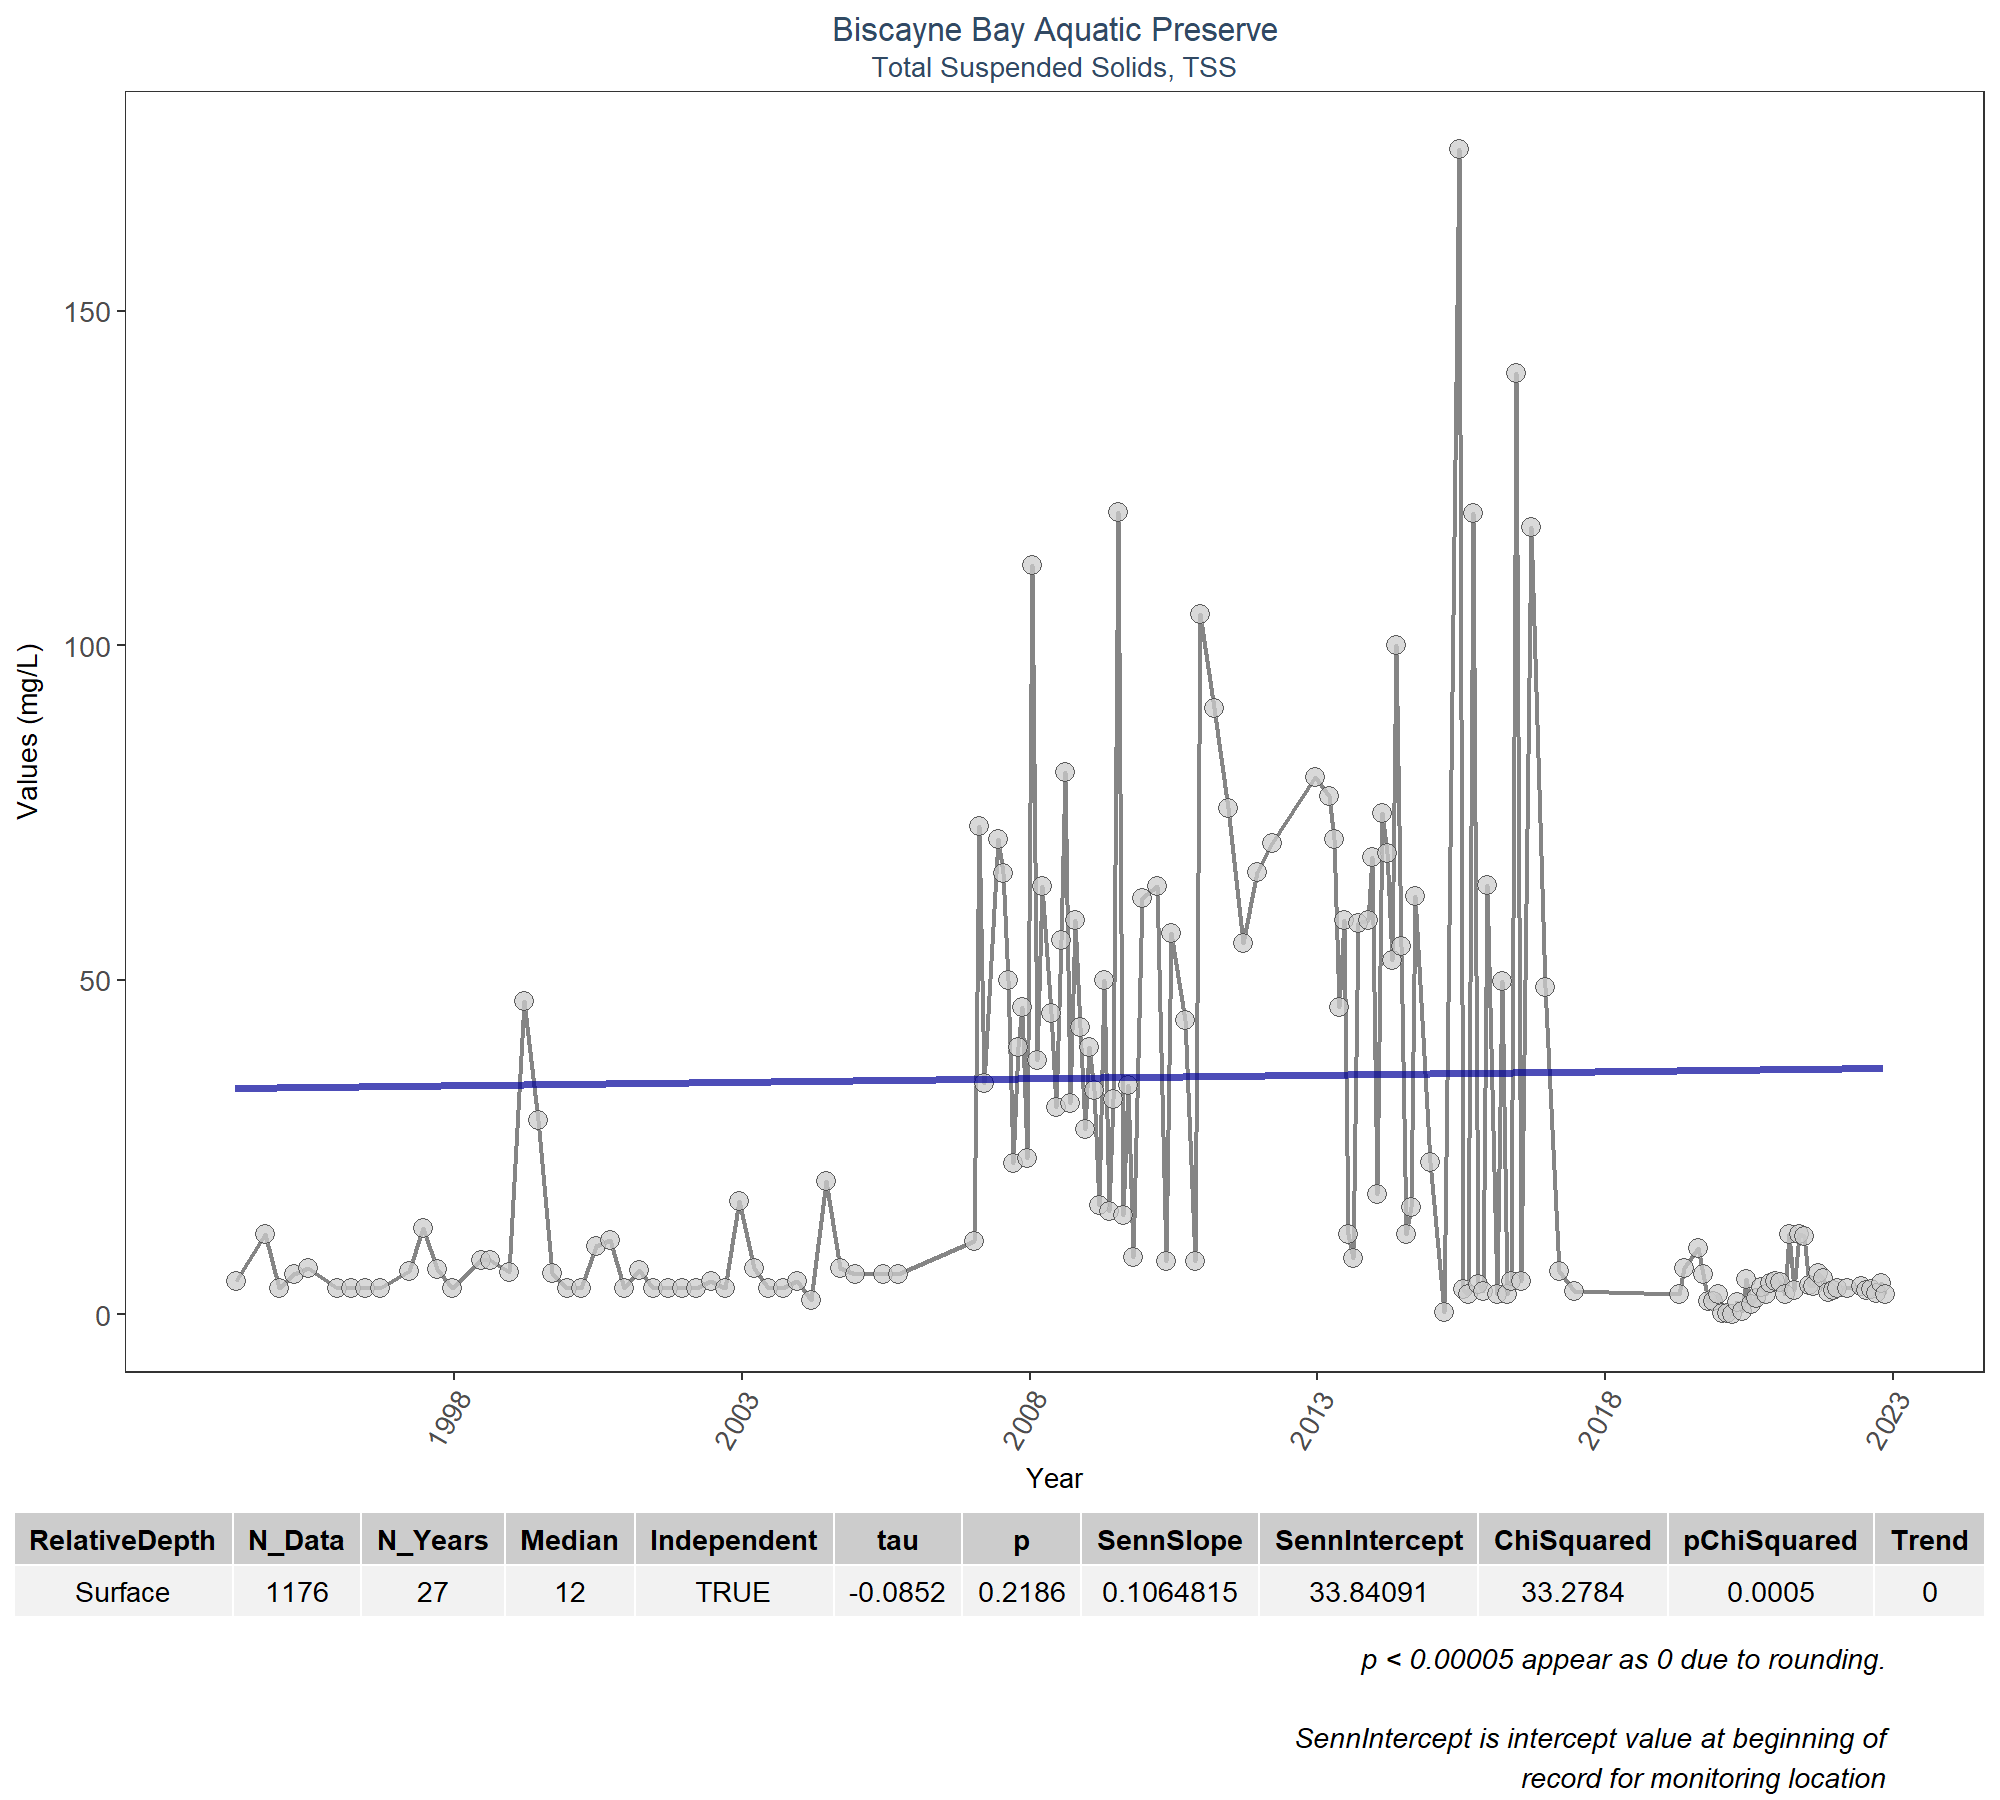 Biscayne Bay Aquatic Preserve
Total Suspended Solids, TSS
150
100
50
0
Values (mg/L)
1998
2003
2008
2013
2018
2023
Year
RelativeDepth N_Data N_Years Median Independent tau p SennSlope SennIntercept ChiSquared pChiSquared Trend
Surface 1176 27 12 TRUE -0.0852 0.2186 0.1064815 33.84091 33.2784 0.0005 0
p < 0.00005 appear as 0 due to rounding.
SennIntercept is intercept value at beginning of
record for monitoring location